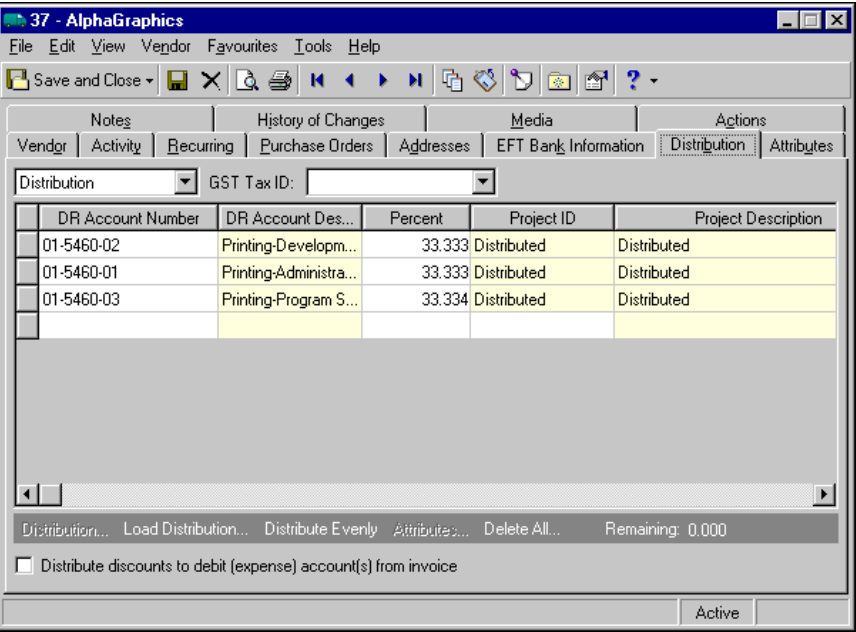 37 - AlphaGraphics
File Edit View Vendor Favourites Tools Help
Save and Close ?
Notes History of Changes Media Actions
Vendor Activity Recurring Purchase Orders Addresses EFT Bank Information Distribution Attributes
Distribution GST Tax ID:
DR Account Number DR Account Des... Percent Project ID Project Description
01-5460-02 Printing-Developm... 33.333 Distributed Distributed
01-5460-01 Printing-Administra... 33.333 Distributed Distributed
01-5460-03 Printing-Program S... 33.334 Distributed Distributed
Distribution... Load Distribution... Distribute Evenly Attributes... Delete All... Remaining: 0.000
Distribute discounts to debit (expense) account(s) from invoice
Active